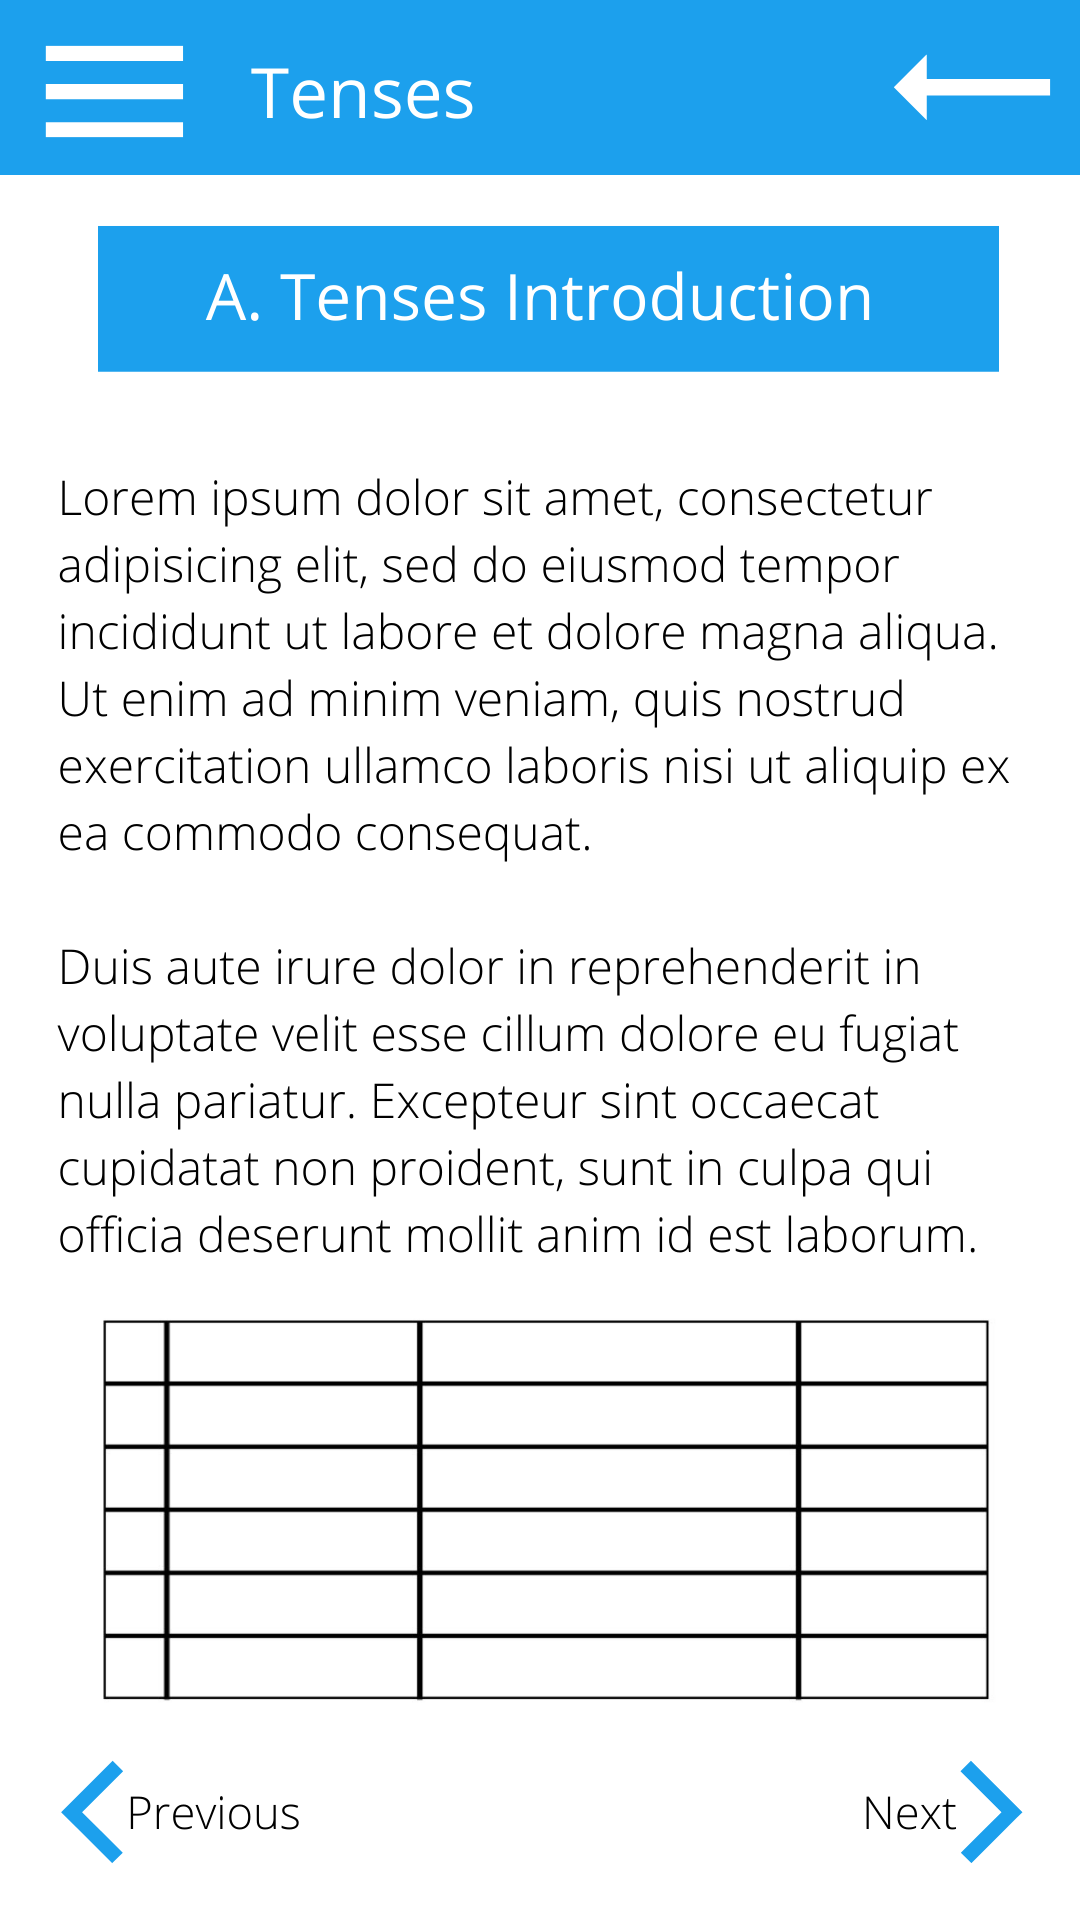 Tenses
A. Tenses Introduction
Lorem ipsum dolor sit amet, consectetur
adipisicing elit, sed do eiusmod tempor
incididunt ut labore et dolore magna aliqua.
Ut enim ad minim veniam, quis nostrud
exercitation ullamco laboris nisi ut aliquip ex
ea commodo consequat.
Duis aute irure dolor in reprehenderit in
voluptate velit esse cillum dolore eu fugiat
nulla pariatur. Excepteur sint occaecat
cupidatat non proident, sunt in culpa qui
officia deserunt mollit anim id est laborum.
Previous
Next